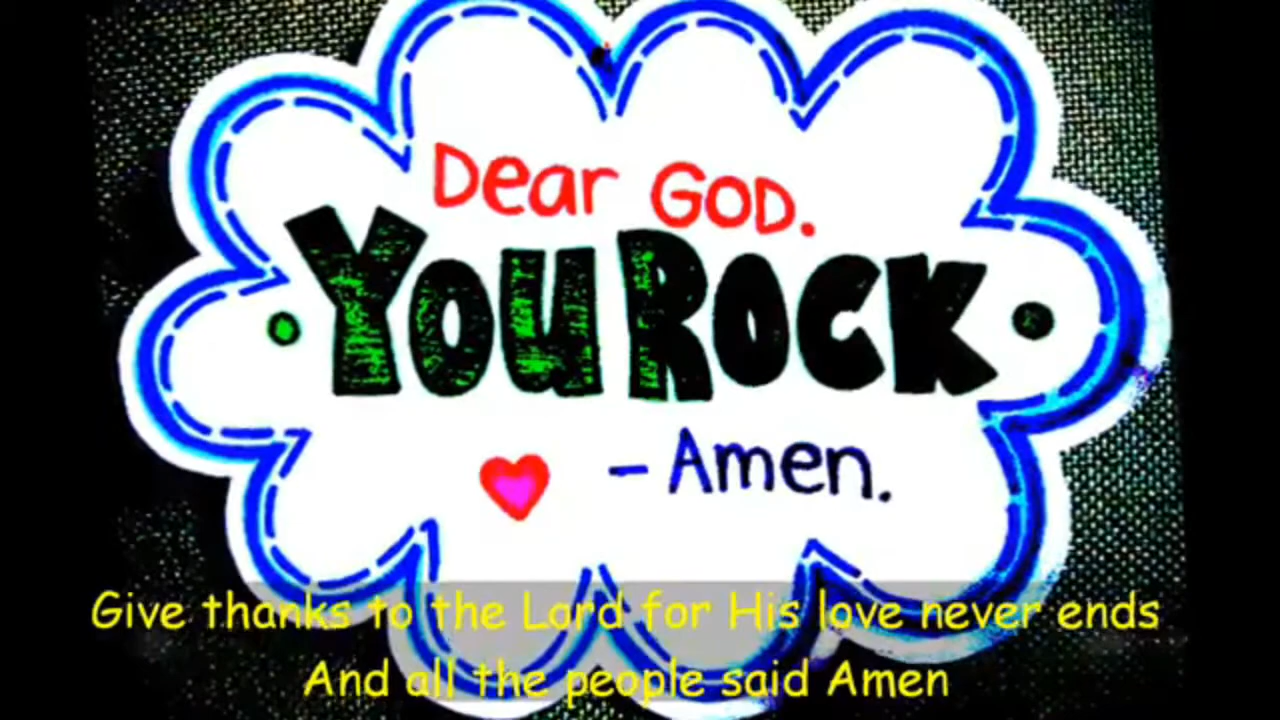 Dear GOD.
YOU ROCK
- Amen.
Give thanks to the Lord for His love never ends
And all the people said Amen